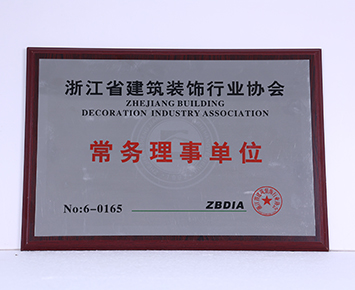 浙江省建筑装饰行业协会
ZHEJIANG BUILDING
DECORATION INDUSTRY ASSOCIATION
常务理事单位
No:6-0165
ZBDIA